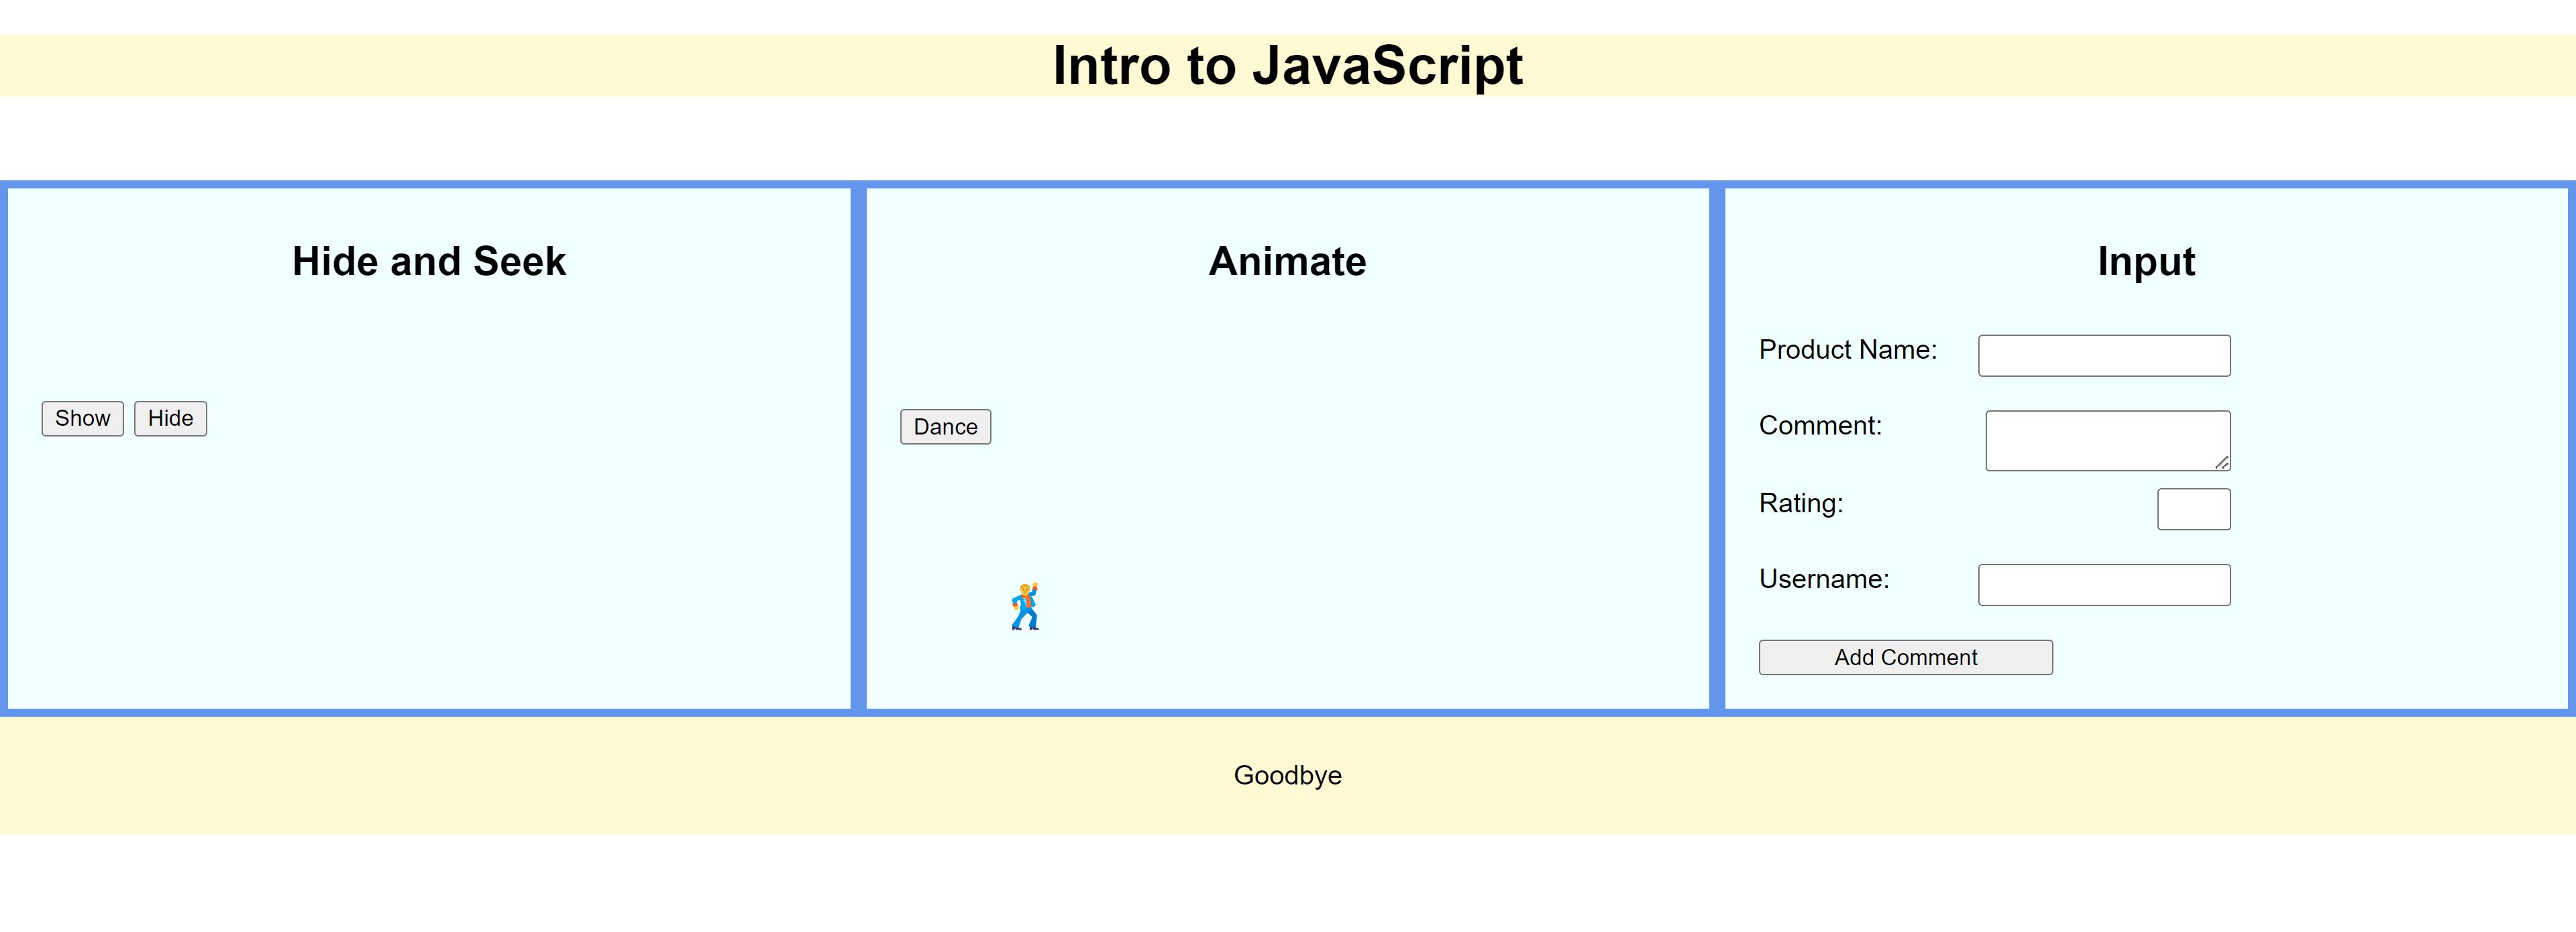 Intro to JavaScript
Hide and Seek
Show Hide
Animate
Dance
Input
Product Name:
Comment:
Rating:
Username:
Add Comment
Goodbye